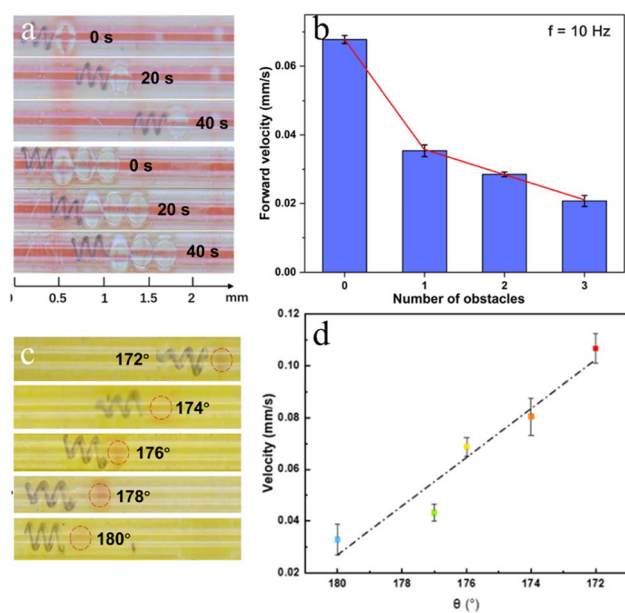 a
0 s
20 s
40 s
0 s
20 s
40 s
0.5 1 1.5 2 mm
b
f = 10 Hz
Forward velocity (mm/s)
0.06
0.04
0.02
0.00
0 1 2 3
Number of obstacles
c
172°
174°
176°
178°
180°
d
Velocity (mm/s)
0.12
0.10
0.08
0.06
0.04
0.02
180 178 176 174 172
θ (°)